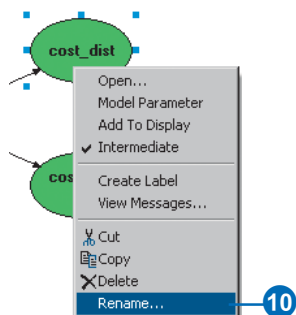 cost_dist
Open...
Model Parameter
Add To Display
Intermediate
cos
Create Label
View Messages...
Cut
Copy
Delete
Rename...
10